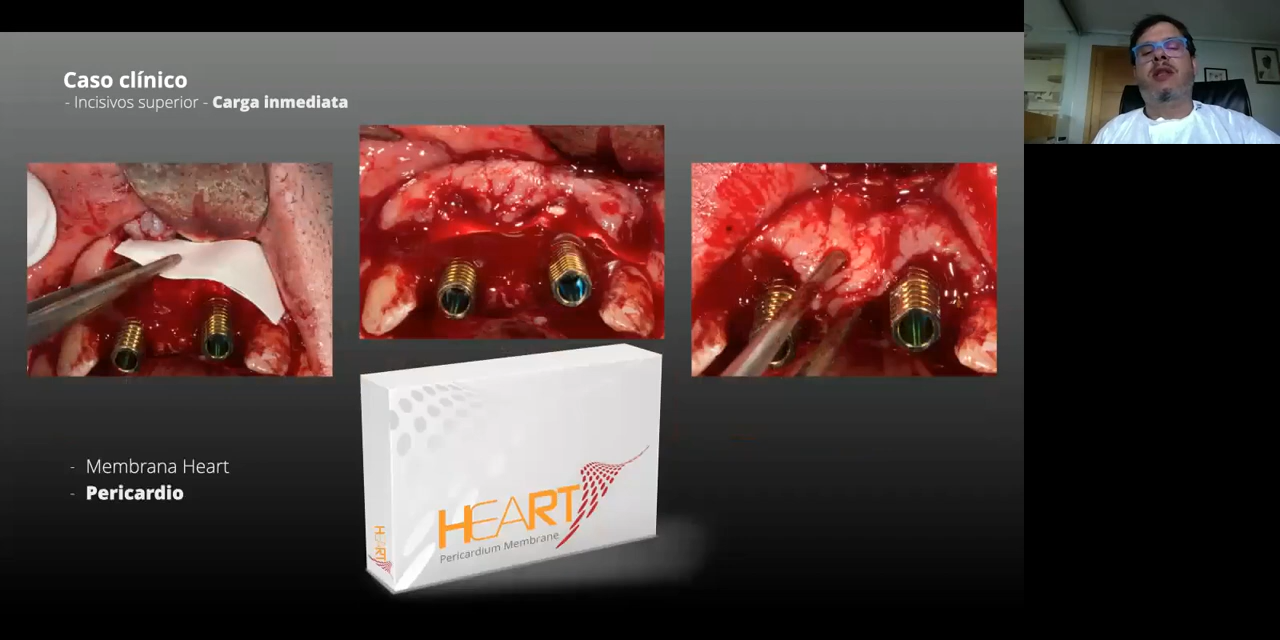 Caso clínico
- Incisivos superior - Carga inmediata
- Membrana Heart
- Pericardio
HEART
Pericardium Membrane
HEART